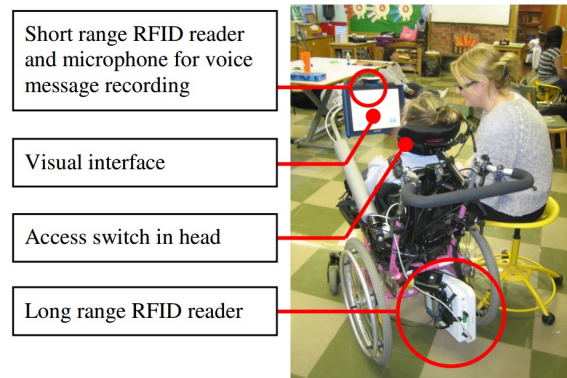 Short range RFID reader
and microphone for voice
message recording
Visual interface
Access switch in head
Long range RFID reader